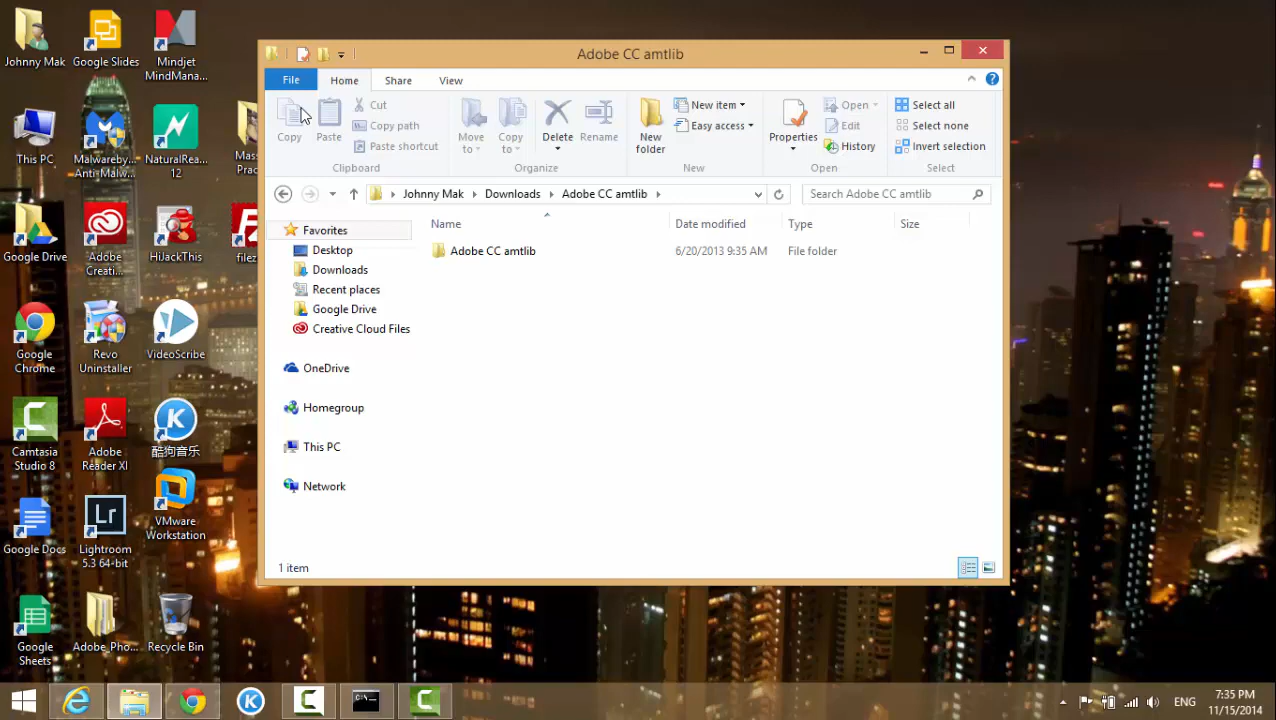 Johnny Mak
Google Slides
Mindjet
MindMana...
This PC
Malwareby...
Anti-Malw...
NaturalRea...
12
Mass
Prac
Google Drive
Adobe
Creati...
HiJackThis
filez
Google
Chrome
Revo
Uninstaller
VideoScribe
Camtasia
Studio 8
Adobe
Reader XI
酷狗音乐
Google Docs
Lr
Lightroom
5.3 64-bit
VMware
Workstation
Google
Sheets
Adobe_Pho...
Recycle Bin
Adobe CC amtlib
File
Home
Share
View
Copy
Paste
Cut
Copy path
Paste shortcut
Clipboard
Move
to
Copy
to
Delete
Rename
Organize
New
folder
New item
Easy access
New
Properties
Open
Edit
History
Open
Select all
Select none
Invert selection
Select
Johnny Mak
Downloads
Adobe CC amtlib
Search Adobe CC amtlib
Favorites
Desktop
Downloads
Recent places
Google Drive
Creative Cloud Files
OneDrive
Homegroup
This PC
Network
Name
Date modified
Type
Size
Adobe CC amtlib
6/20/2013 9:35 AM
File folder
1 item
ENG
7:35 PM
11/15/2014